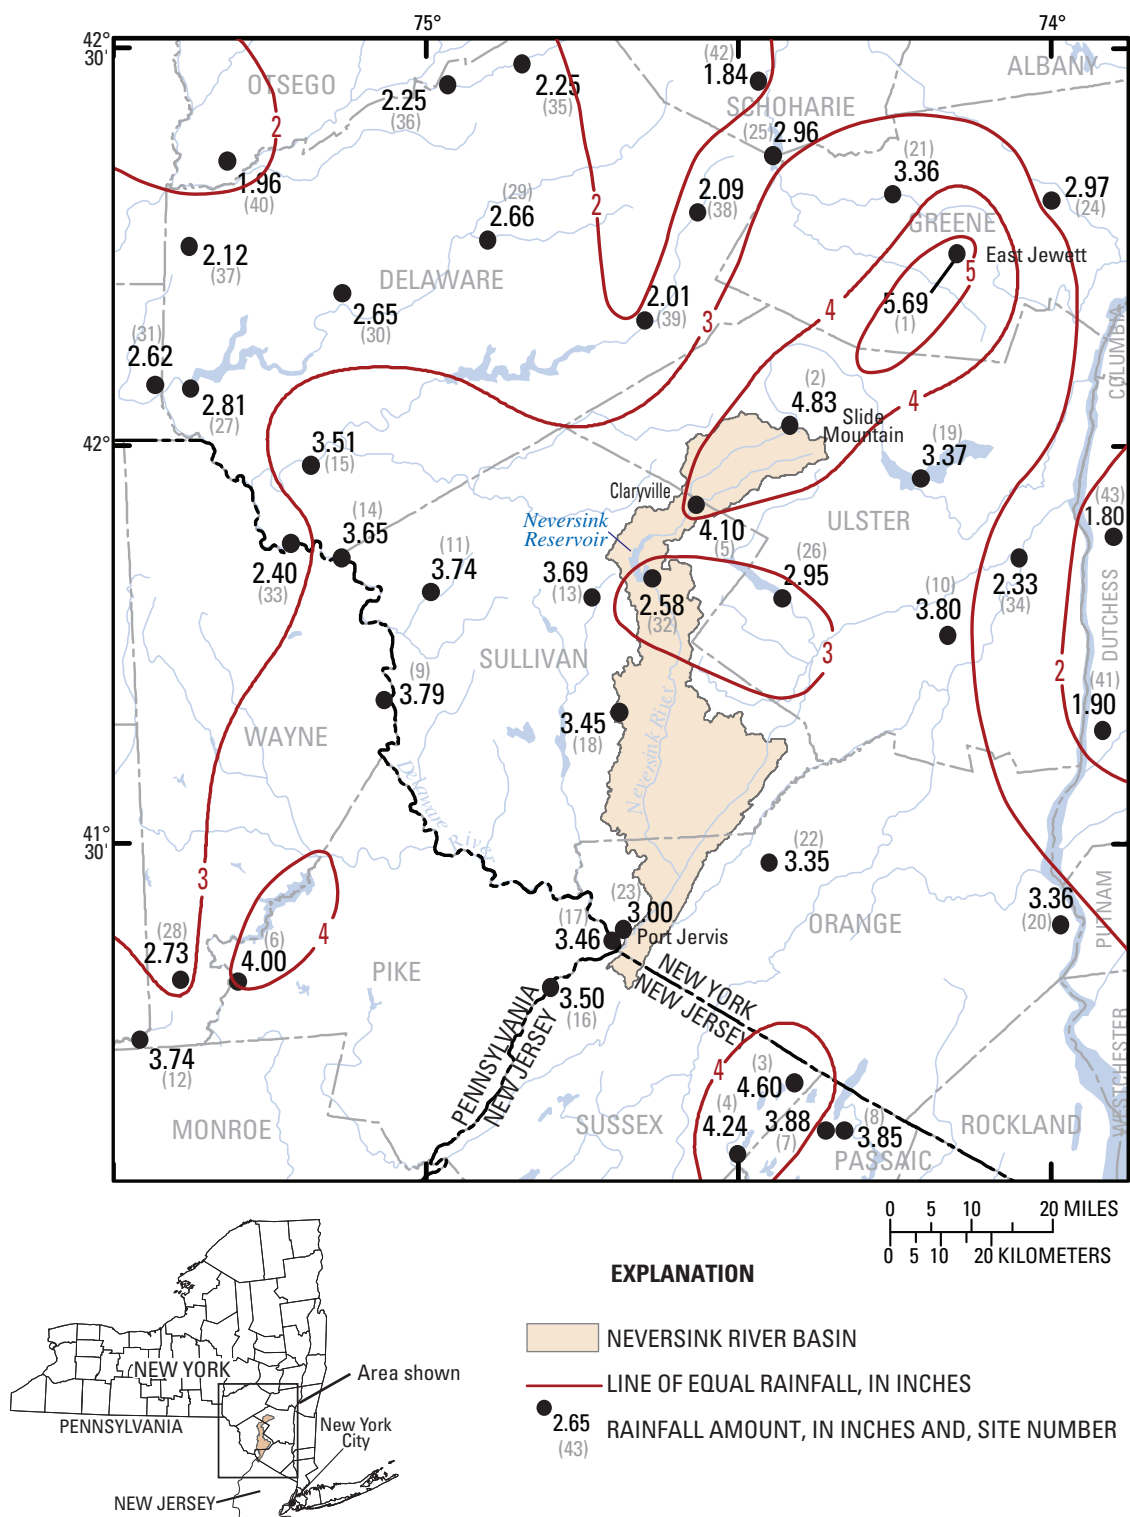 75°
74°
42°
30'
OTSEGO
2.25
(36)
2.25
(35)
(42)
1.84
ALBANY
SCHOHARIE
2
(25)
2.96
1.96
(40)
(29)
2.66
2
2.09
(38)
(21)
3.36
2.97
(24)
GREENE
East Jewett
2.12
(37)
DELAWARE
5
5.69
(1)
2.65
(30)
2.01
(39)
3
4
(31)
2.62
2.81
(27)
COLUMBIA
(2)
4.83
4
Slide
Mountain
42°
3.51
(15)
(19)
3.37
Claryville
(43)
1.80
Neversink
Reservoir
4.10
(5)
ULSTER
(14)
3.65
2.40
(33)
(11)
3.74
3.69
(13)
2.58
(32)
(26)
2.95
(10)
3.80
2.33
(34)
DUTCHESS
SULLIVAN
3
2
(9)
3.79
(41)
1.90
3.45
(18)
WAYNE
Neversink River
Delaware River
41°
30'
(22)
3.35
3
3.36
(20)
PUTNAM
(23)
3.00
(17)
3.46
Port Jervis
ORANGE
4
(28)
2.73
(6)
4.00
PIKE
NEW YORK
NEW JERSEY
3.50
(16)
PENNSYLVANIA
NEW JERSEY
3.74
(12)
WESTCHESTER
4
(3)
4.60
(4)
4.24
3.88
(7)
(8)
3.85
MONROE
SUSSEX
PASSAIC
ROCKLAND
0 5 10 20 MILES
0 5 10 20 KILOMETERS
EXPLANATION
NEVERSINK RIVER BASIN
LINE OF EQUAL RAINFALL, IN INCHES
2.65
(43)
RAINFALL AMOUNT, IN INCHES AND, SITE NUMBER
NEW YORK
Area shown
PENNSYLVANIA
New York
City
NEW JERSEY